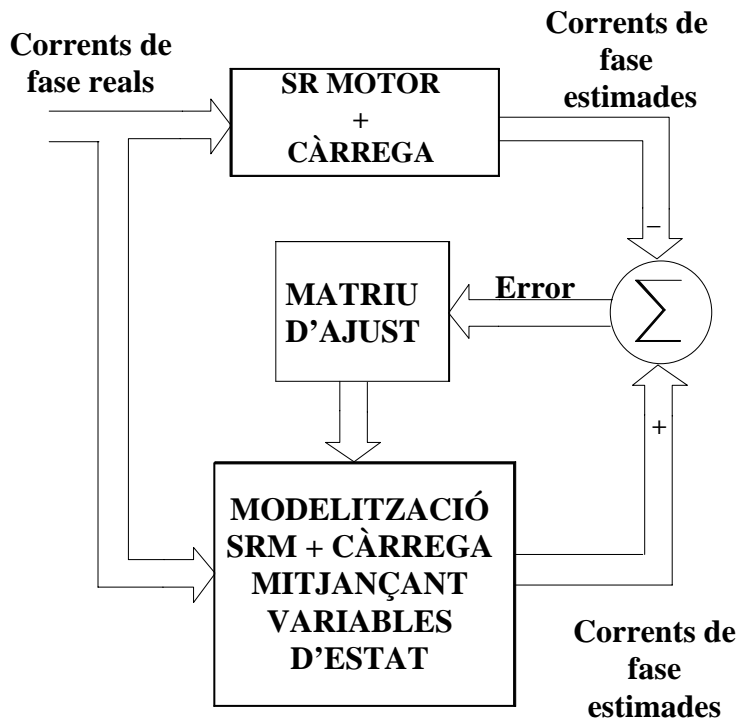 Corrents de
fase reals
SR MOTOR
+
CÀRREGA
Corrents de
fase
estimades
−
MATRIU
D'AJUST
Error
∑
+
MODELITZACIÓ
SRM + CÀRREGA
MITJANÇANT
VARIABLES
D'ESTAT
Corrents de
fase
estimades